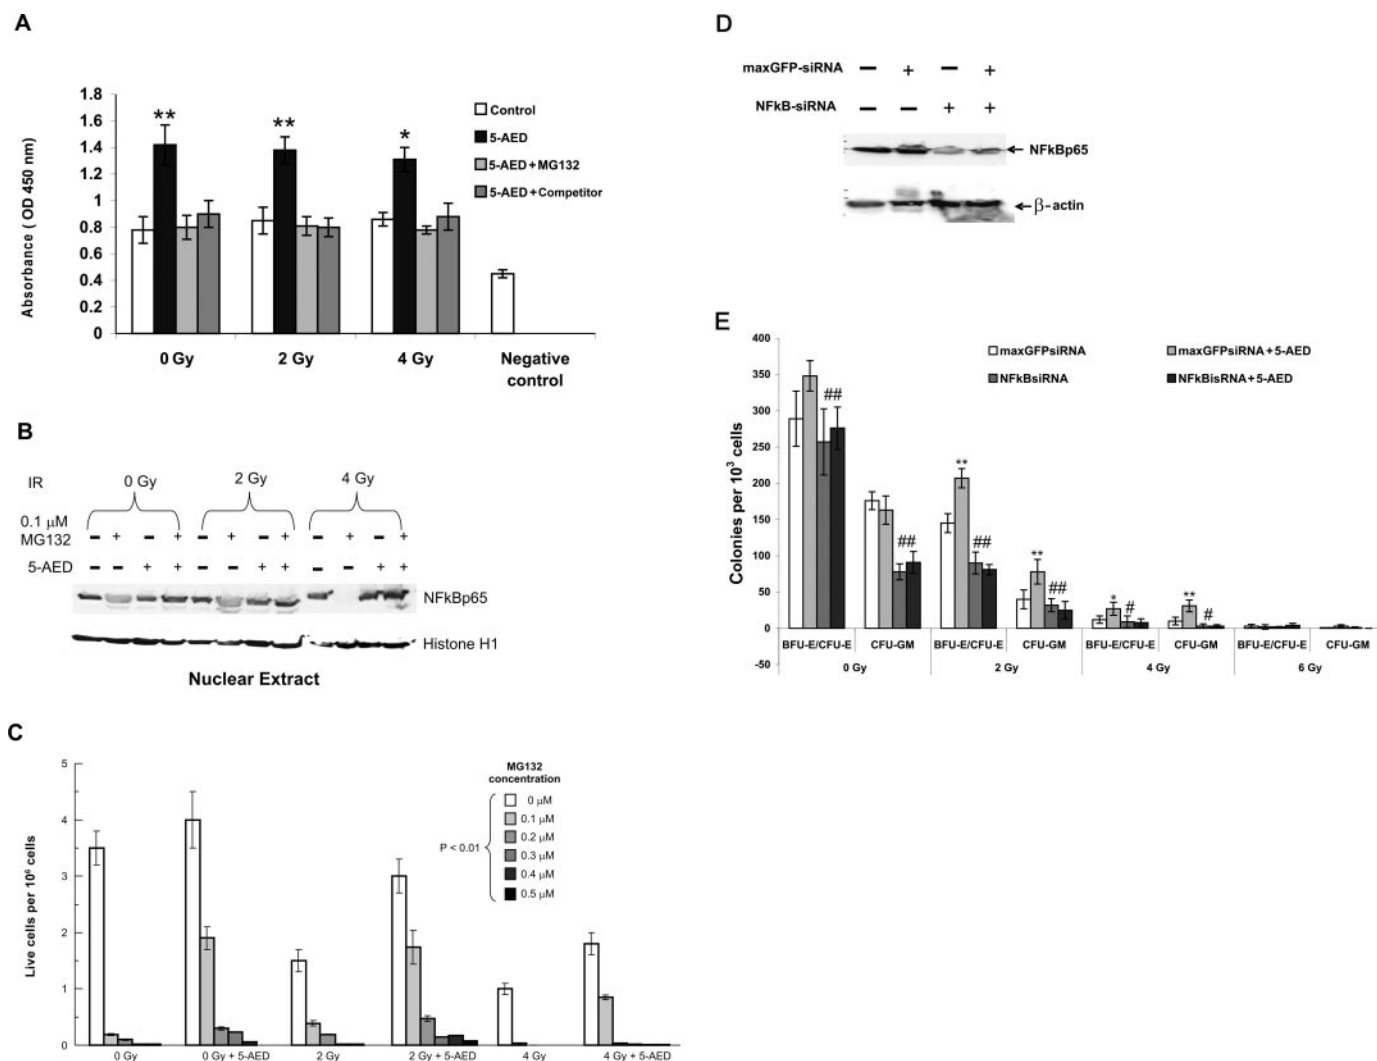 A
Absorbance ( OD 450 nm)
1.8
1.6
1.4
1.2
1
0.8
0.6
0.4
0.2
0
** ** *
Control
5-AED
5-AED+MG132
5-AED+Competitor
0 Gy 2 Gy 4 Gy Negative control
B
IR 0 Gy 2 Gy 4 Gy
0.1 μM
MG132 – + – + – + – + – + – +
5-AED – – + + – – + + – – + +
NFkBp65
Histone H1
Nuclear Extract
C
Live cells per 10⁶ cells
5
4
3
2
1
0
MG132
concentration
0 μM
0.1 μM
0.2 μM
0.3 μM
0.4 μM
0.5 μM
P < 0.01
0 Gy 0 Gy + 5-AED 2 Gy 2 Gy + 5-AED 4 Gy 4 Gy + 5-AED
D
maxGFP-siRNA – + – +
NFkB-siRNA – – + +
NFkBp65
β-actin
E
Colonies per 10³ cells
400
350
300
250
200
150
100
50
0
-50
maxGFPsiRNA
maxGFPsiRNA+5-AED
NFkBsiRNA
NFkBisRNA+5-AED
## ## ** ## ** ## * # ** #
BFU-E/CFU-E CFU-GM BFU-E/CFU-E CFU-GM BFU-E/CFU-E CFU-GM BFU-E/CFU-E CFU-GM
0 Gy 2 Gy 4 Gy 6 Gy